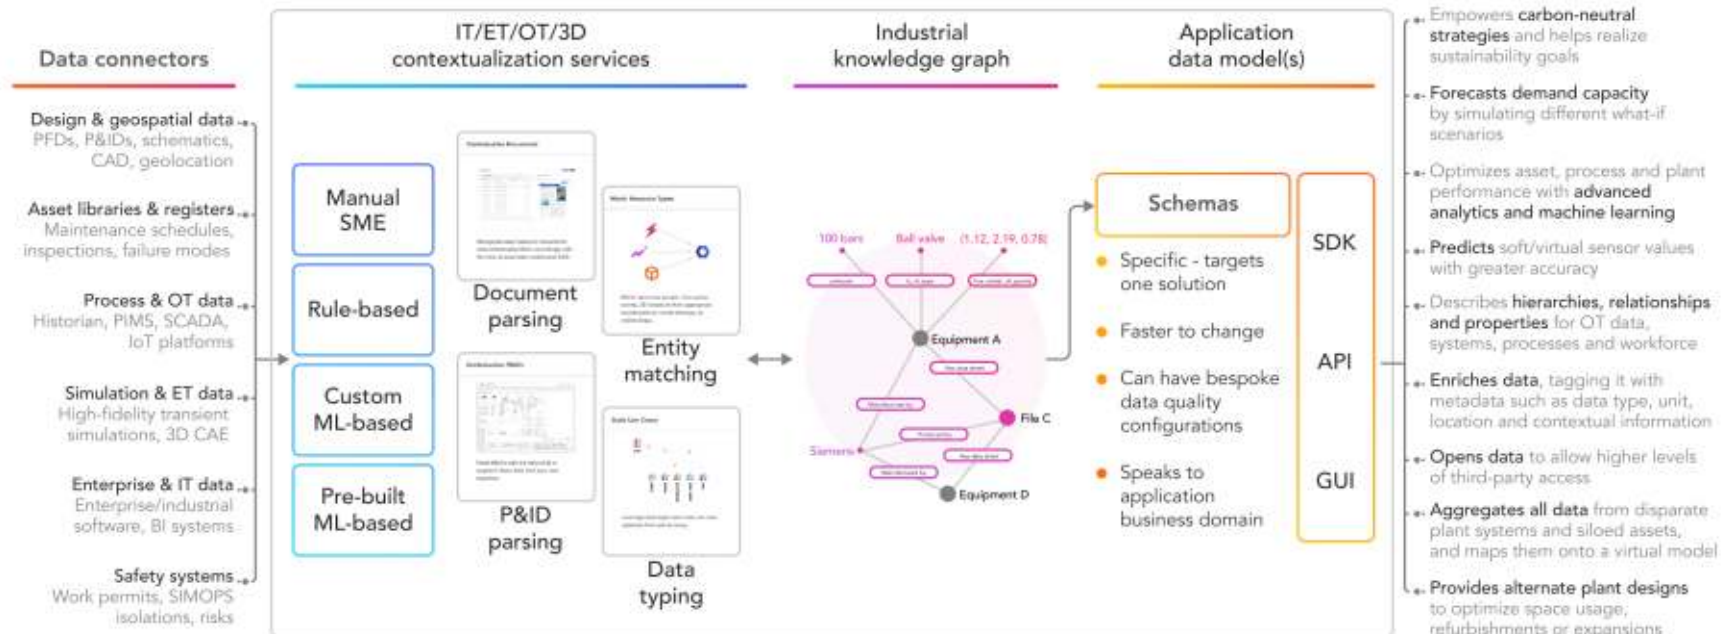 Data connectors
Design & geospatial data
PFDs, P&IDs, schematics,
CAD, geolocation
Asset libraries & registers
Maintenance schedules,
inspections, failure modes
Process & OT data
Historian, PIMS, SCADA,
IoT platforms
Simulation & ET data
High-fidelity transient
simulations, 3D CAE
Enterprise & IT data
Enterprise/industrial
software, BI systems
Safety systems
Work permits, SIMOPS
isolations, risks
IT/ET/OT/3D
contextualization services
Manual
SME
Rule-based
Custom
ML-based
Pre-built
ML-based
Document
parsing
Entity
matching
P&ID
parsing
Data
typing
Industrial
knowledge graph
100 bars
Ball valve
(1.12, 2.19, 0.78)
Equipment A
File C
Siemens
Equipment D
Application
data model(s)
Schemas
Specific - targets
one solution
Faster to change
Can have bespoke
data quality
configurations
Speaks to
application
business domain
SDK
API
GUI
Empowers carbon-neutral
strategies and helps realize
sustainability goals
Forecasts demand capacity
by simulating different what-if
scenarios
Optimizes asset, process and plant
performance with advanced
analytics and machine learning
Predicts soft/virtual sensor values
with greater accuracy
Describes hierarchies, relationships
and properties for OT data,
systems, processes and workforce
Enriches data, tagging it with
metadata such as data type, unit,
location and contextual information
Opens data to allow higher levels
of third-party access
Aggregates all data from disparate
plant systems and siloed assets,
and maps them onto a virtual model
Provides alternate plant designs
to optimize space usage,
refurbishments or expansions